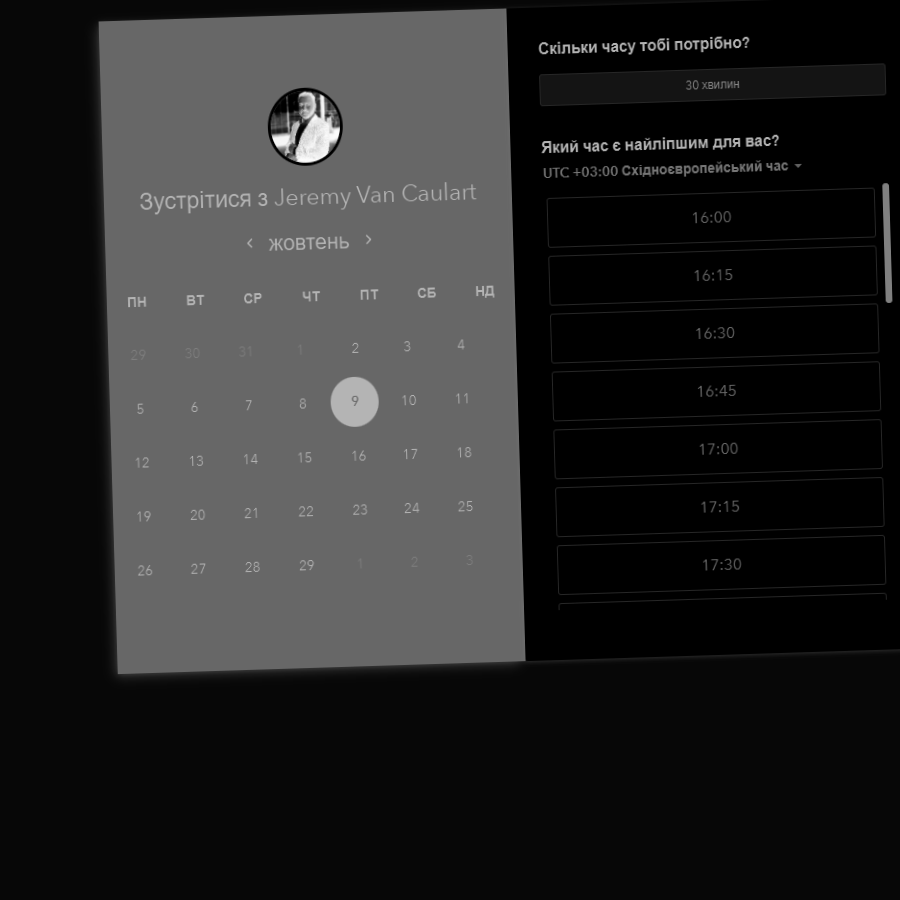 Зустрітися з Jeremy Van Caulart
‹ жовтень ›
ПН ВТ СР ЧТ ПТ СБ НД
29 30 31 1 2 3 4
5 6 7 8 9 10 11
12 13 14 15 16 17 18
19 20 21 22 23 24 25
26 27 28 29 1 2 3
Скільки часу тобі потрібно?
30 хвилин
Який час є найліпшим для вас?
UTC +03:00 Східноєвропейський час
16:00
16:15
16:30
16:45
17:00
17:15
17:30